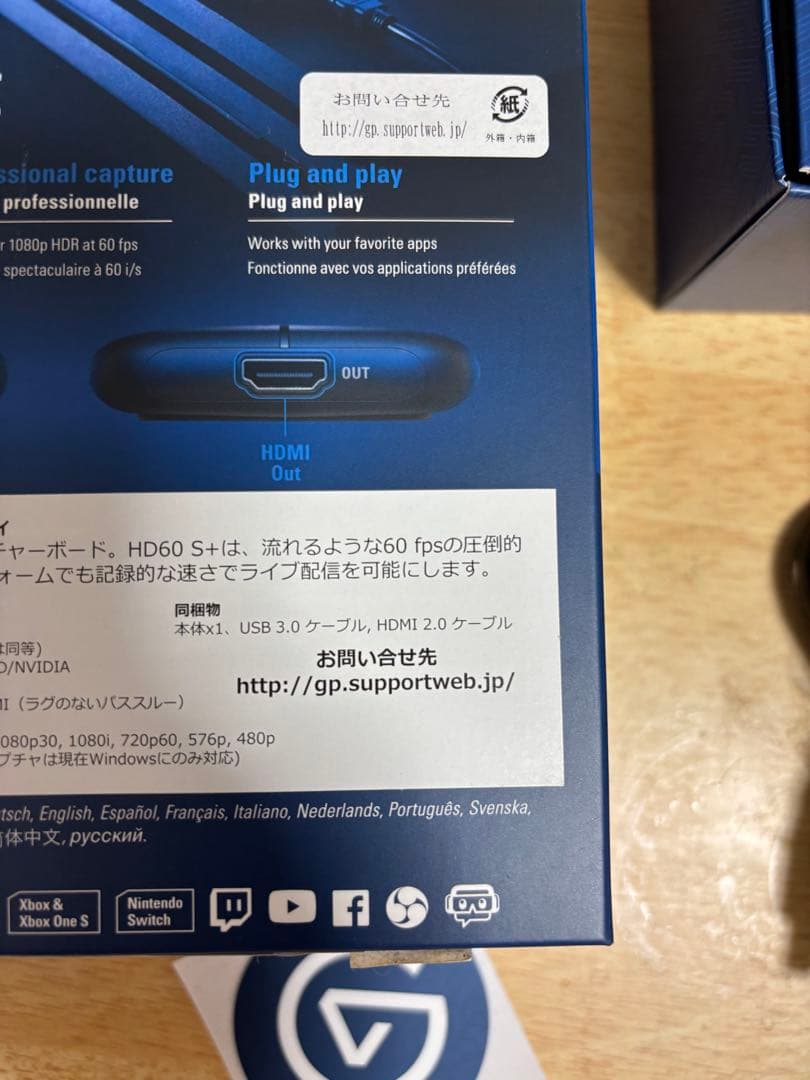 お問い合せ先
http://gp.supportweb.jp/
紙
外箱・内箱
ssional capture
professionnelle
r 1080p HDR at 60 fps
spectaculaire à 60 i/s
Plug and play
Plug and play
Works with your favorite apps
Fonctionne avec vos applications préférées
OUT
HDMI
Out
イ
チャーボード。HD60 S+は、流れるような60 fpsの圧倒的
ォームでも記録的な速さでライブ配信を可能にします。
同梱物
本体x1、USB 3.0 ケーブル, HDMI 2.0 ケーブル
は同等)
D/NVIDIA
お問い合せ先
http://gp.supportweb.jp/
MI（ラグのないパススルー）
080p30, 1080i, 720p60, 576p, 480p
プチャは現在Windowsにのみ対応)
tsch, English, Español, Français, Italiano, Nederlands, Português, Svenska,
体中文, русский.
Xbox &
Xbox One S
Nintendo
Switch